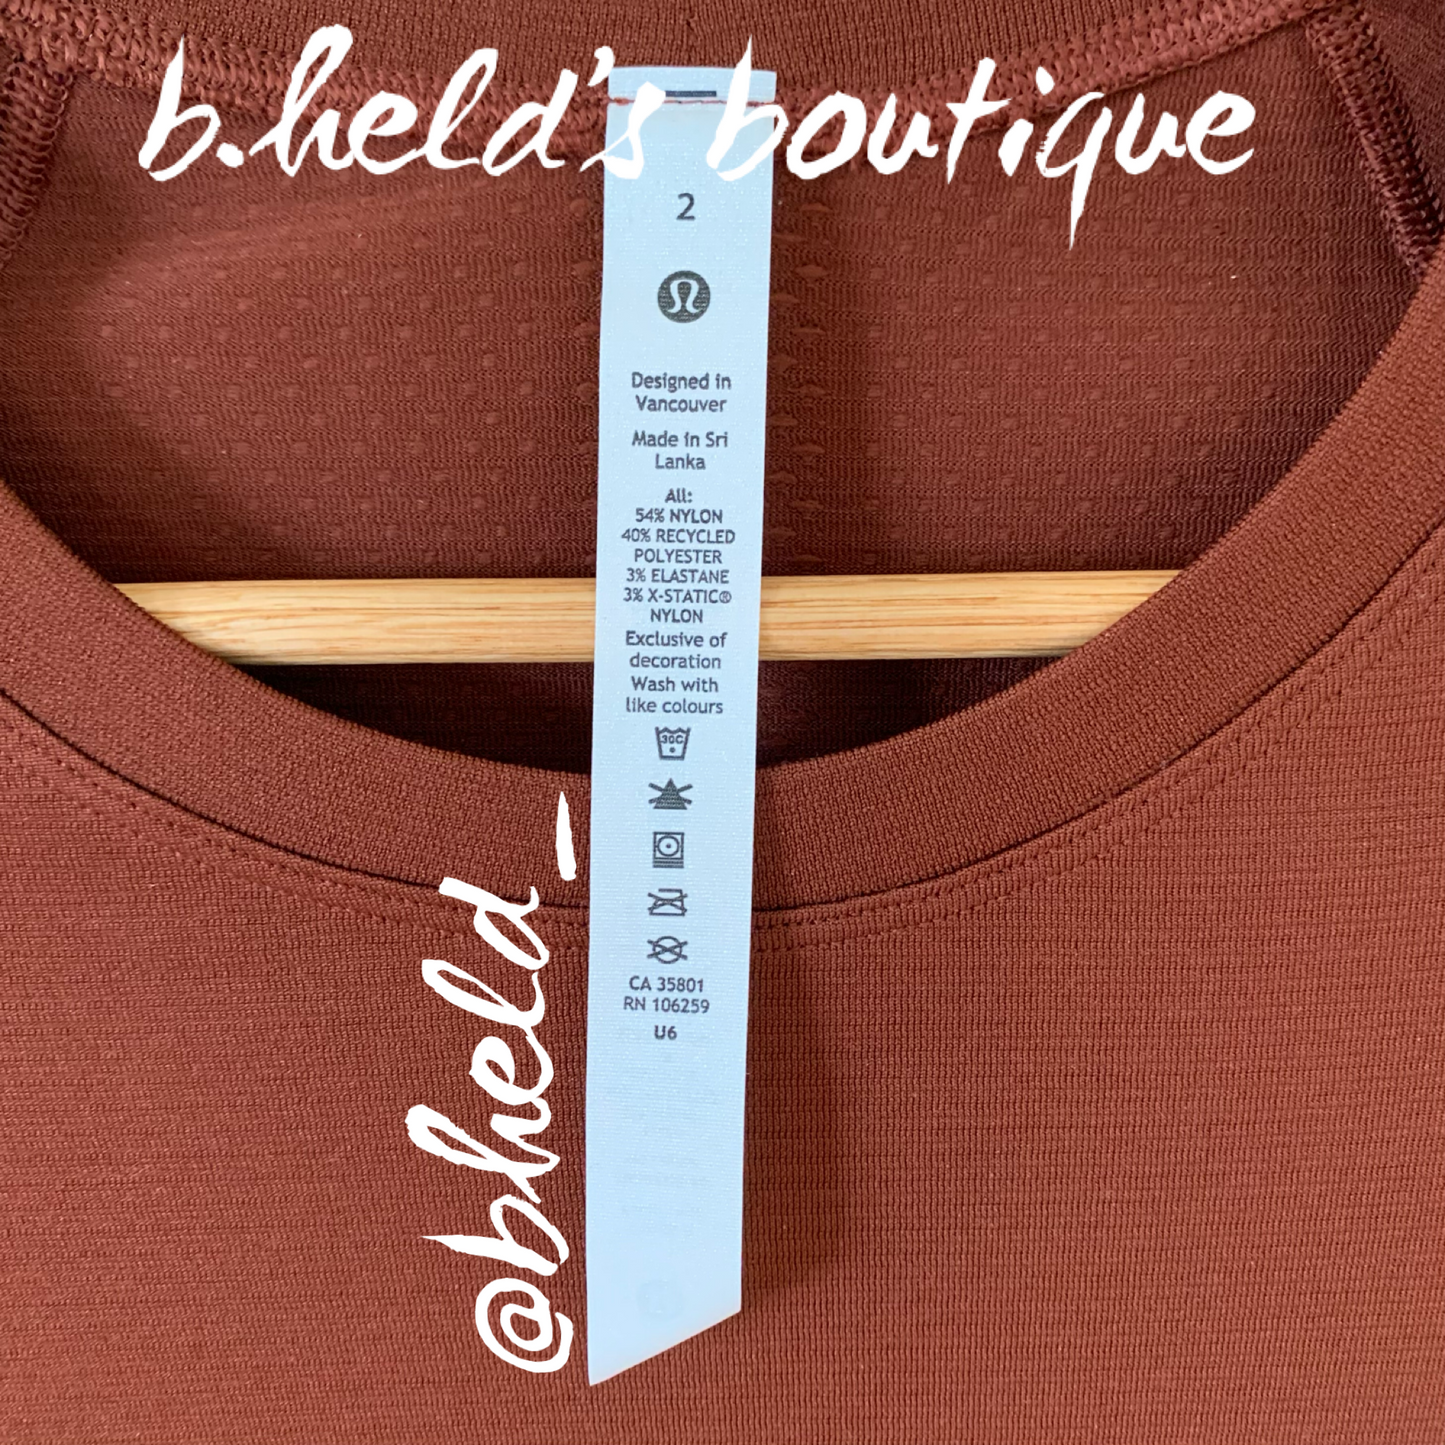 b.held's boutique
2
Designed in
Vancouver
Made in Sri
Lanka
All:
54% NYLON
40% RECYCLED
POLYESTER
3% ELASTANE
3% X-STATIC®
NYLON
Exclusive of
decoration
Wash with
like colours
30C
CA 35801
RN 106259
U6
@bheld_